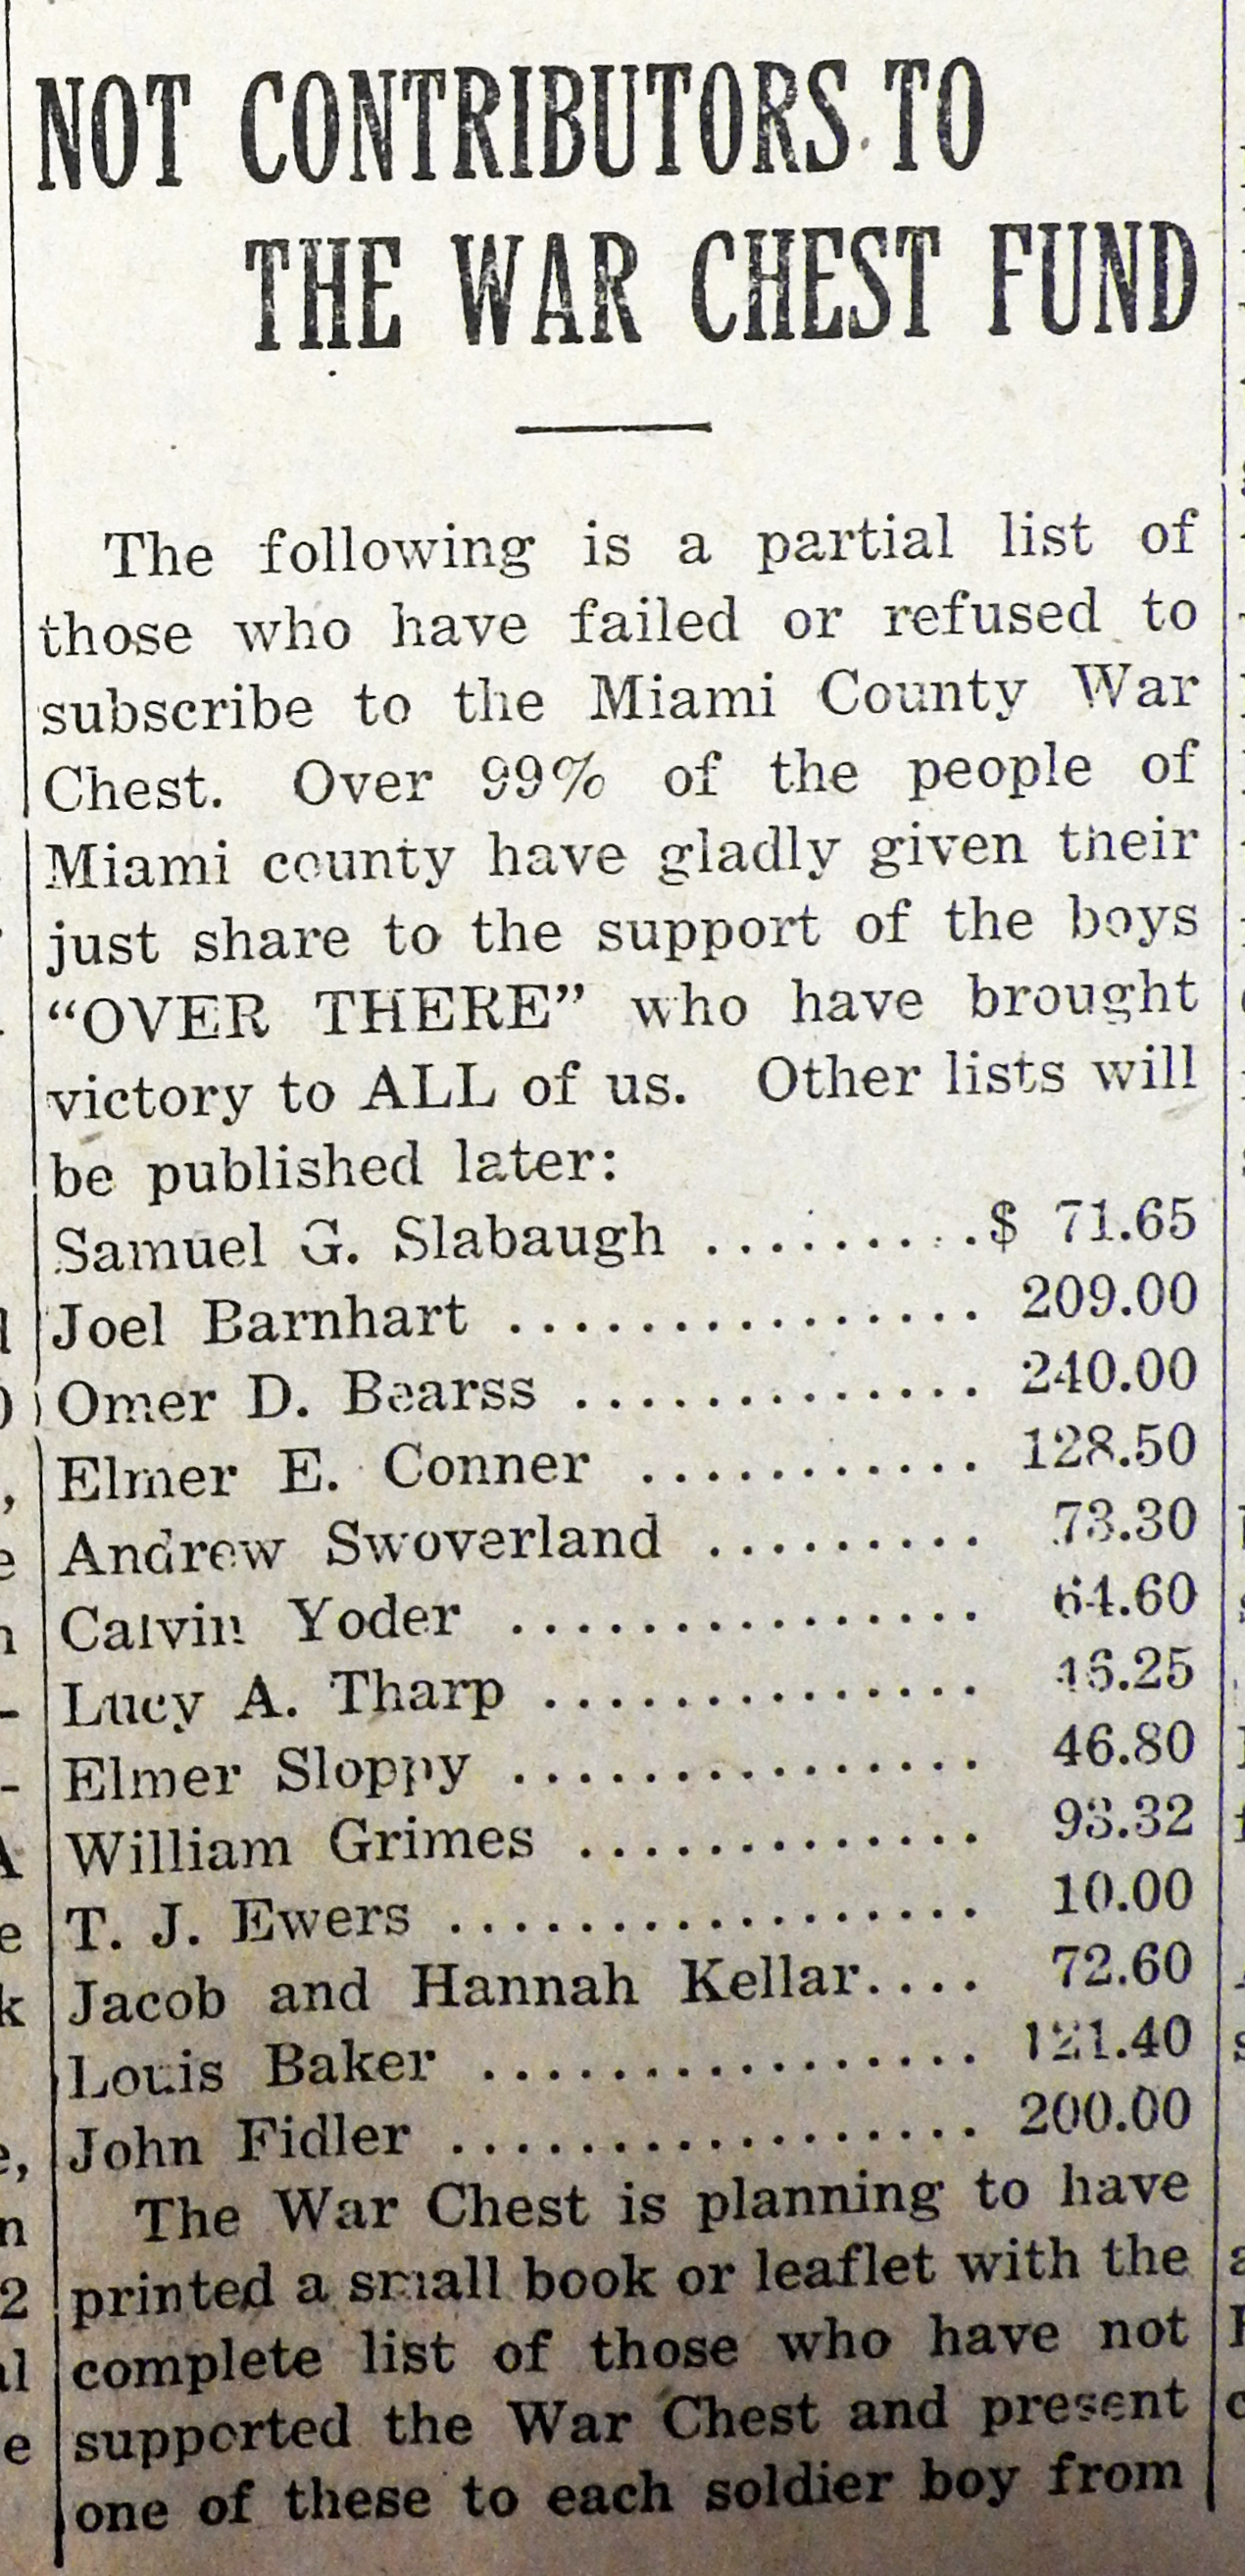 NOT CONTRIBUTORS TO
THE WAR CHEST FUND
The following is a partial list of
those who have failed or refused to
subscribe to the Miami County War
Chest. Over 99% of the people of
Miami county have gladly given their
just share to the support of the boys
“OVER THERE” who have brought
victory to ALL of us. Other lists will
be published later:
Samuel G. Slabaugh .........$ 71.65
Joel Barnhart ............... 209.00
Omer D. Bearss ............. 240.00
Elmer E. Conner ........... 128.50
Andrew Swoverland ......... 73.30
Calvin Yoder ............... 64.60
Lucy A. Tharp .............. 46.25
Elmer Sloppy ............... 46.80
William Grimes ............. 93.32
T. J. Ewers ................. 10.00
Jacob and Hannah Kellar.... 72.60
Louis Baker ................ 121.40
John Fidler ................. 200.00
The War Chest is planning to have
printed a small book or leaflet with the
complete list of those who have not
supported the War Chest and present
one of these to each soldier boy from